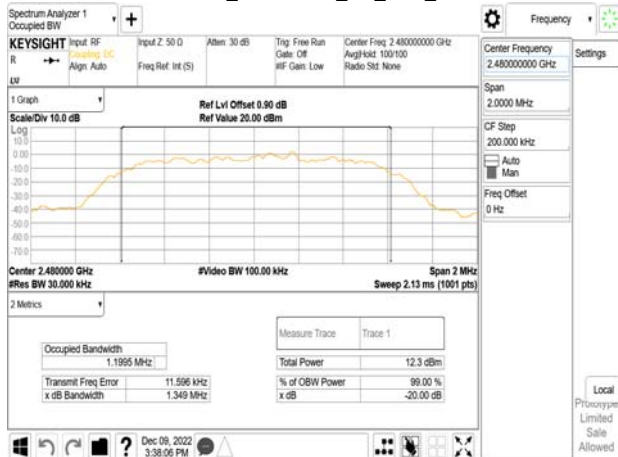 Spectrum Analyzer 1
Occupied BW
Frequency
KEYSIGHT
Input: RF
Coupling: DC
Align: Auto
Input Z: 50 Ω
Freq Ref: Int (S)
Atten: 30 dB
Trig: Free Run
Gate: Off
#IF Gain: Low
Center Freq: 2.480000000 GHz
Avg|Hold: 100/100
Radio Std: None
R
Center Frequency
2.480000000 GHz
Settings
Span
2.0000 MHz
CF Step
200.000 kHz
Auto
Man
Freq Offset
0 Hz
1 Graph
Scale/Div 10.0 dB
Ref Lvl Offset 0.90 dB
Ref Value 20.00 dBm
Log
10.0
0.00
-10.0
-20.0
-30.0
-40.0
-50.0
-60.0
-70.0
Center 2.480000 GHz
#Res BW 30.000 kHz
#Video BW 100.00 kHz
Span 2 MHz
Sweep 2.13 ms (1001 pts)
2 Metrics
Measure Trace
Trace 1
Occupied Bandwidth
1.1995 MHz
Total Power
12.3 dBm
Transmit Freq Error
11.596 kHz
% of OBW Power
99.00 %
x dB Bandwidth
1.349 MHz
x dB
-20.00 dB
Local
Prototype
Limited
Sale
Allowed
Dec 09, 2022
3:38:06 PM